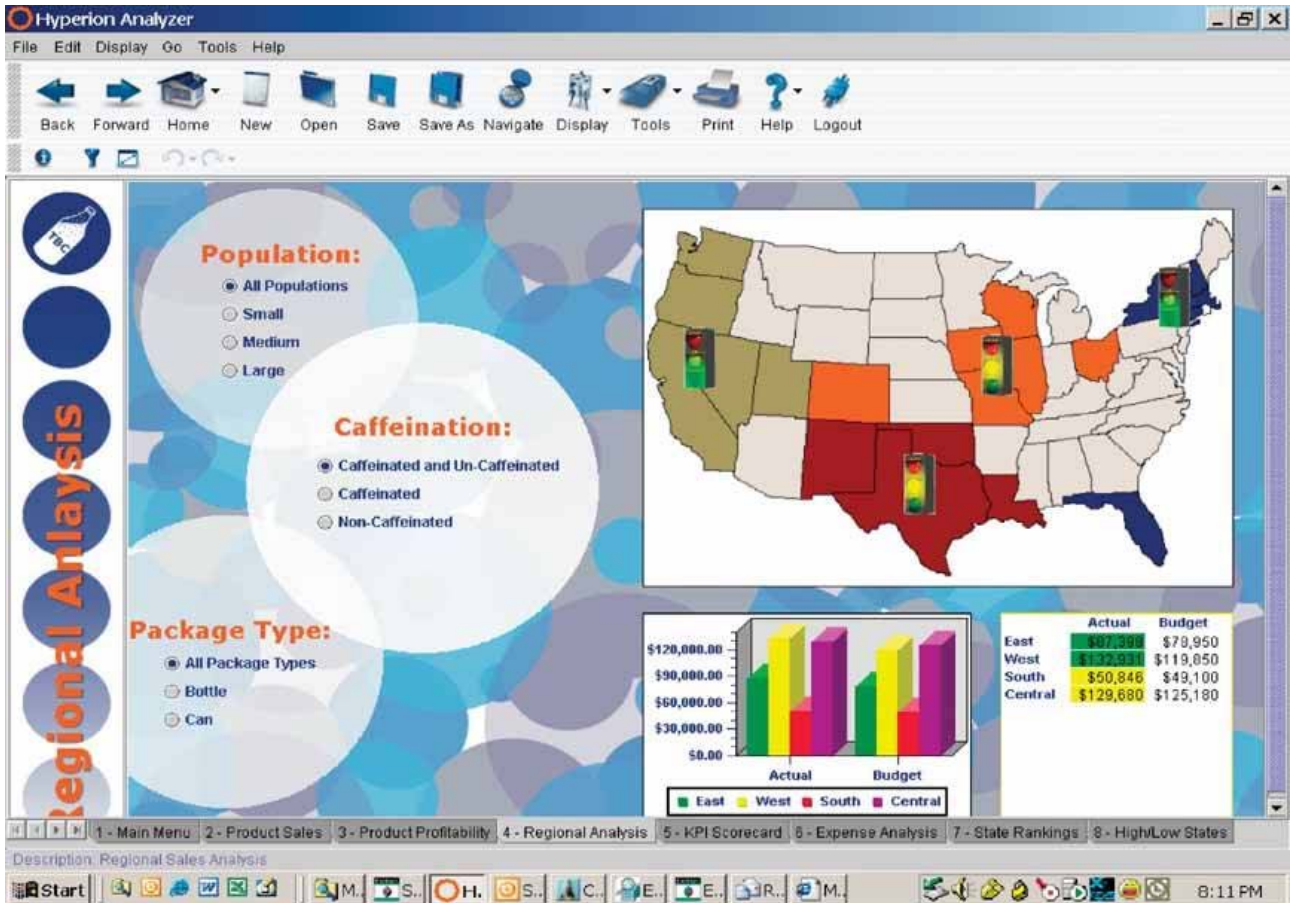 Hyperion Analyzer
File Edit Display Go Tools Help
Back Forward Home New Open Save Save As Navigate Display Tools Print Help Logout
TBC
Regional Anlaysis
Population:
All Populations
Small
Medium
Large
Caffeination:
Caffeinated and Un-Caffeinated
Caffeinated
Non-Caffeinated
Package Type:
All Package Types
Bottle
Can
$120,000.00
$90,000.00
$60,000.00
$30,000.00
$0.00
Actual Budget
East West South Central
Actual Budget
East $87,398 $78,950
West $132,931 $119,850
South $50,846 $49,100
Central $129,680 $125,180
1 - Main Menu 2 - Product Sales 3 - Product Profitability 4 - Regional Analysis 5 - KPI Scorecard 6 - Expense Analysis 7 - State Rankings 8 - High/Low States
Description: Regional Sales Analysis
Start M.. S.. H. S.. C.. E.. E.. R.. M. 8:11 PM